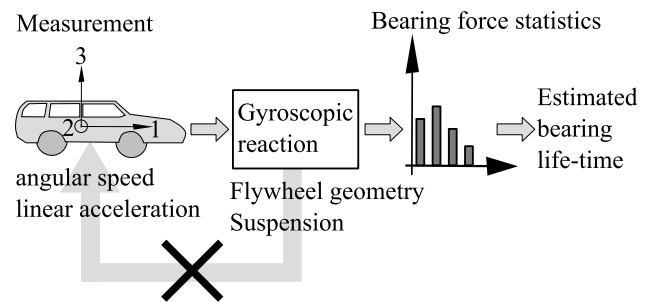 Measurement
3
2
1
angular speed
linear acceleration
Gyroscopic
reaction
Flywheel geometry
Suspension
Bearing force statistics
Estimated
bearing
life-time